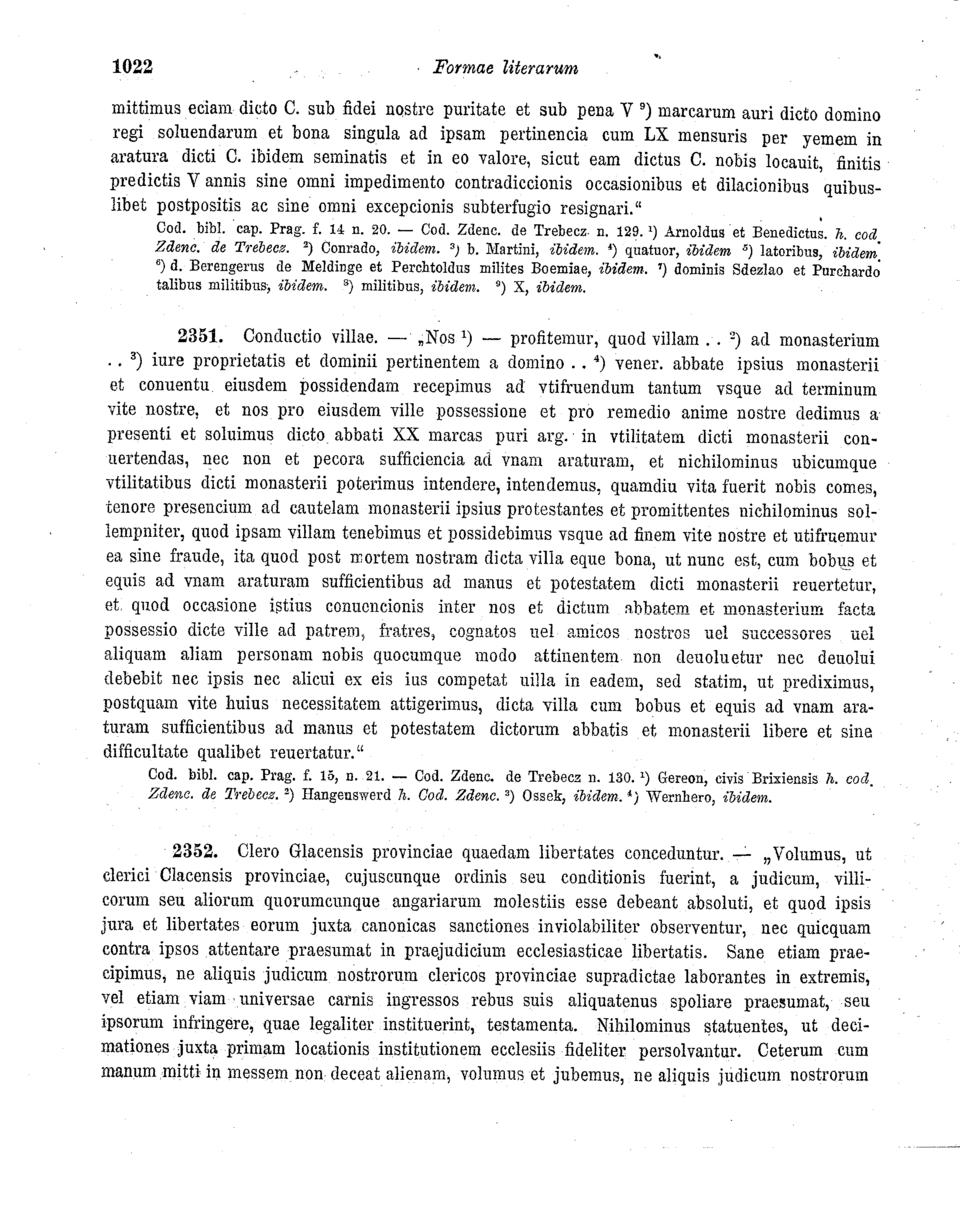 1022 Formae literarum
mittimus eciam dicto C. sub fidei nostre puritate et sub pena V ⁹) marcarum auri dicto domino
regi soluendarum et bona singula ad ipsam pertinencia cum LX mensuris per yemem in
aratura dicti C. ibidem seminatis et in eo valore, sicut eam dictus C. nobis locauit, finitis
predictis V annis sine omni impedimento contradiccionis occasionibus et dilacionibus quibus-
libet postpositis ac sine omni excepcionis subterfugio resignari.“
Cod. bibl. cap. Prag. f. 14 n. 20. — Cod. Zdenc. de Trebecz n. 129. ¹) Arnoldus et Benedictus. h. cod.
Zdenc. de Trebecz. ²) Conrado, ibidem. ³) b. Martini, ibidem. ⁴) quatuor, ibidem ⁵) latoribus, ibidem.
⁶) d. Berengerus de Meldinge et Perchtoldus milites Boemiae, ibidem. ⁷) dominis Sdezlao et Purchardo
talibus militibus, ibidem. ⁸) militibus, ibidem. ⁹) X, ibidem.
2351. Conductio villae. — „Nos ¹) — profitemur, quod villam . . ²) ad monasterium
. . ³) iure proprietatis et dominii pertinentem a domino . . ⁴) vener. abbate ipsius monasterii
et conuentu eiusdem possidendam recepimus ad vtifruendum tantum vsque ad terminum
vite nostre, et nos pro eiusdem ville possessione et pro remedio anime nostre dedimus a
presenti et soluimus dicto abbati XX marcas puri arg. in vtilitatem dicti monasterii con-
uertendas, nec non et pecora sufficiencia ad vnam araturam, et nichilominus ubicumque
vtilitatibus dicti monasterii poterimus intendere, intendemus, quamdiu vita fuerit nobis comes,
tenore presencium ad cautelam monasterii ipsius protestantes et promittentes nichilominus sol-
lempniter, quod ipsam villam tenebimus et possidebimus vsque ad finem vite nostre et utifruemur
ea sine fraude, ita quod post mortem nostram dicta villa eque bona, ut nunc est, cum bobus et
equis ad vnam araturam sufficientibus ad manus et potestatem dicti monasterii reuertetur,
et quod occasione istius conuencionis inter nos et dictum abbatem et monasterium facta
possessio dicte ville ad patrem, fratres, cognatos uel amicos nostros uel successores uel
aliquam aliam personam nobis quocumque modo attinentem non deuoluetur nec deuolui
debebit nec ipsis nec alicui ex eis ius competat uilla in eadem, sed statim, ut prediximus,
postquam vite huius necessitatem attigerimus, dicta villa cum bobus et equis ad vnam ara-
turam sufficientibus ad manus et potestatem dictorum abbatis et monasterii libere et sine
difficultate qualibet reuertatur.“
Cod. bibl. cap. Prag. f. 15, n. 21. — Cod. Zdenc. de Trebecz n. 130. ¹) Gereon, civis Brixiensis h. cod.
Zdenc. de Trebecz. ²) Hangenswerd h. Cod. Zdenc. ³) Ossek, ibidem. ⁴) Wernhero, ibidem.
2352. Clero Glacensis provinciae quaedam libertates conceduntur. — „Volumus, ut
clerici Clacensis provinciae, cujuscunque ordinis seu conditionis fuerint, a judicum, villi-
corum seu aliorum quorumcunque angariarum molestiis esse debeant absoluti, et quod ipsis
jura et libertates eorum juxta canonicas sanctiones inviolabiliter observentur, nec quicquam
contra ipsos attentare praesumat in praejudicium ecclesiasticae libertatis. Sane etiam prae-
cipimus, ne aliquis judicum nostrorum clericos provinciae supradictae laborantes in extremis,
vel etiam viam universae carnis ingressos rebus suis aliquatenus spoliare praesumat, seu
ipsorum infringere, quae legaliter instituerint, testamenta. Nihilominus statuentes, ut deci-
mationes juxta primam locationis institutionem ecclesiis fideliter persolvantur. Ceterum cum
manum mitti in messem non deceat alienam, volumus et jubemus, ne aliquis judicum nostrorum